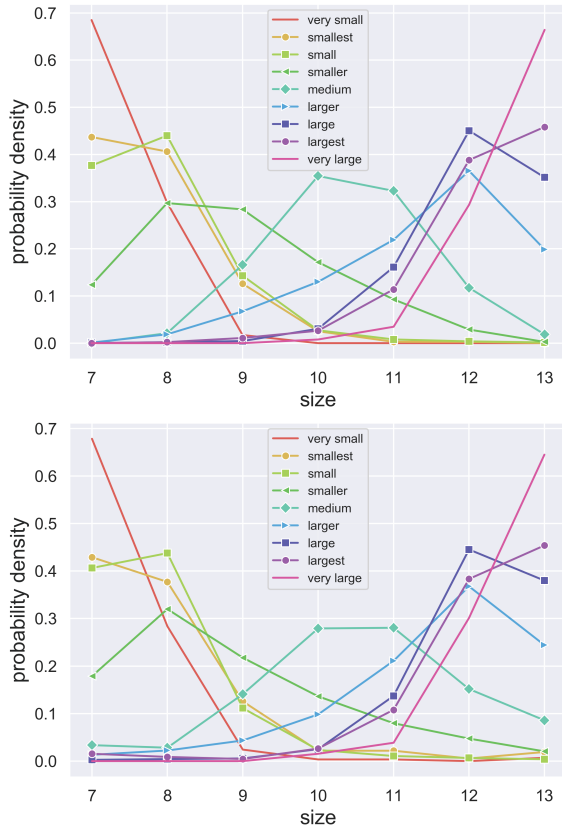 0.7
0.6
0.5
0.4
0.3
0.2
0.1
0.0
probability density
very small
smallest
small
smaller
medium
larger
large
largest
very large
7 8 9 10 11 12 13
size
0.7
0.6
0.5
0.4
0.3
0.2
0.1
0.0
probability density
very small
smallest
small
smaller
medium
larger
large
largest
very large
7 8 9 10 11 12 13
size